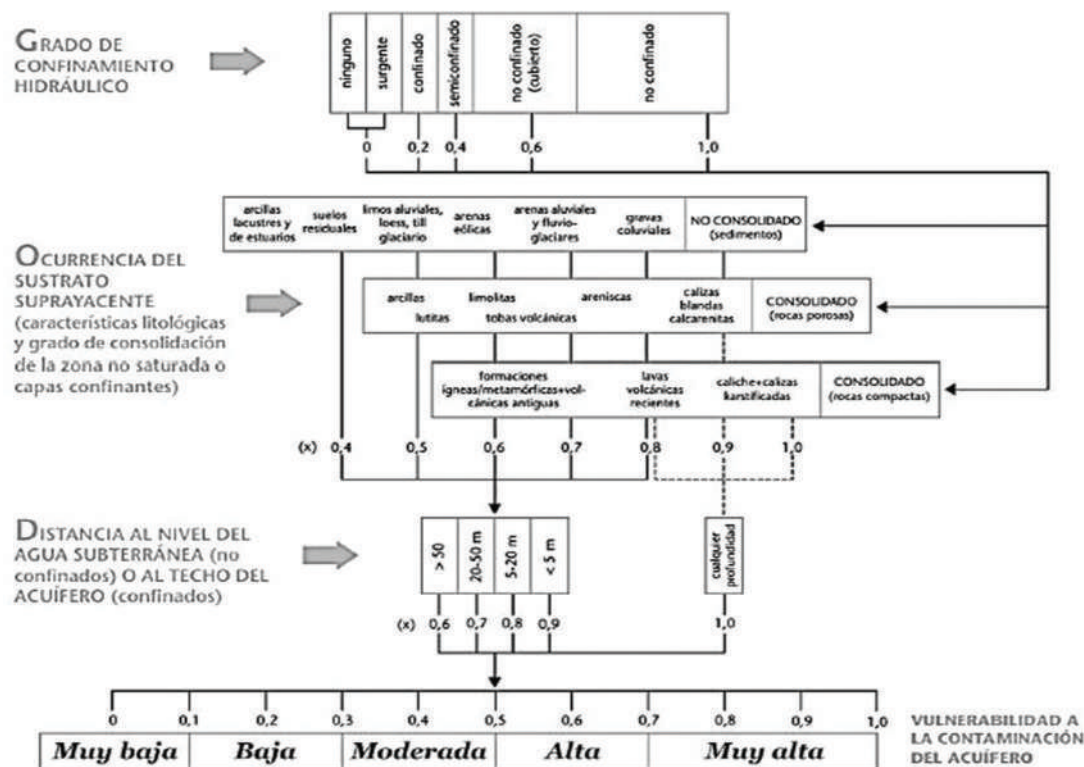 GRADO DE
CONFINAMIENTO
HIDRÁULICO
ninguno
surgente
confinado
semiconfinado
no confinado
(cubierto)
no confinado
0
0,2
0,4
0,6
1,0
OCURRENCIA DEL
SUSTRATO
SUPRAYACENTE
(características litológicas
y grado de consolidación
de la zona no saturada o
capas confinantes)
arcillas
lacustres y
de estuarios
suelos
residuales
limos aluviales,
loess, till
glaciario
arenas
eólicas
arenas aluviales
y fluvio-
glaciares
gravas
coluviales
NO CONSOLIDADO
(sedimentos)
arcillas
lutitas
limolitas
tobas volcánicas
areniscas
calizas
blandas
calcarenitas
CONSOLIDADO
(rocas porosas)
formaciones
ígneas/metamórficas+vol-
cánicas antiguas
lavas
volcánicas
recientes
caliche+calizas
karstificadas
CONSOLIDADO
(rocas compactas)
(x) 0,4 0,5 0,6 0,7 0,8 0,9 1,0
DISTANCIA AL NIVEL DEL
AGUA SUBTERRÁNEA (no
confinados) O AL TECHO DEL
ACUÍFERO (confinados)
> 50
20-50 m
5-20 m
< 5 m
cualquier
profundidad
(x) 0,6 0,7 0,8 0,9 1,0
0 0,1 0,2 0,3 0,4 0,5 0,6 0,7 0,8 0,9 1,0
Muy baja Baja Moderada Alta Muy alta
VULNERABILIDAD A
LA CONTAMINACIÓN
DEL ACUÍFERO